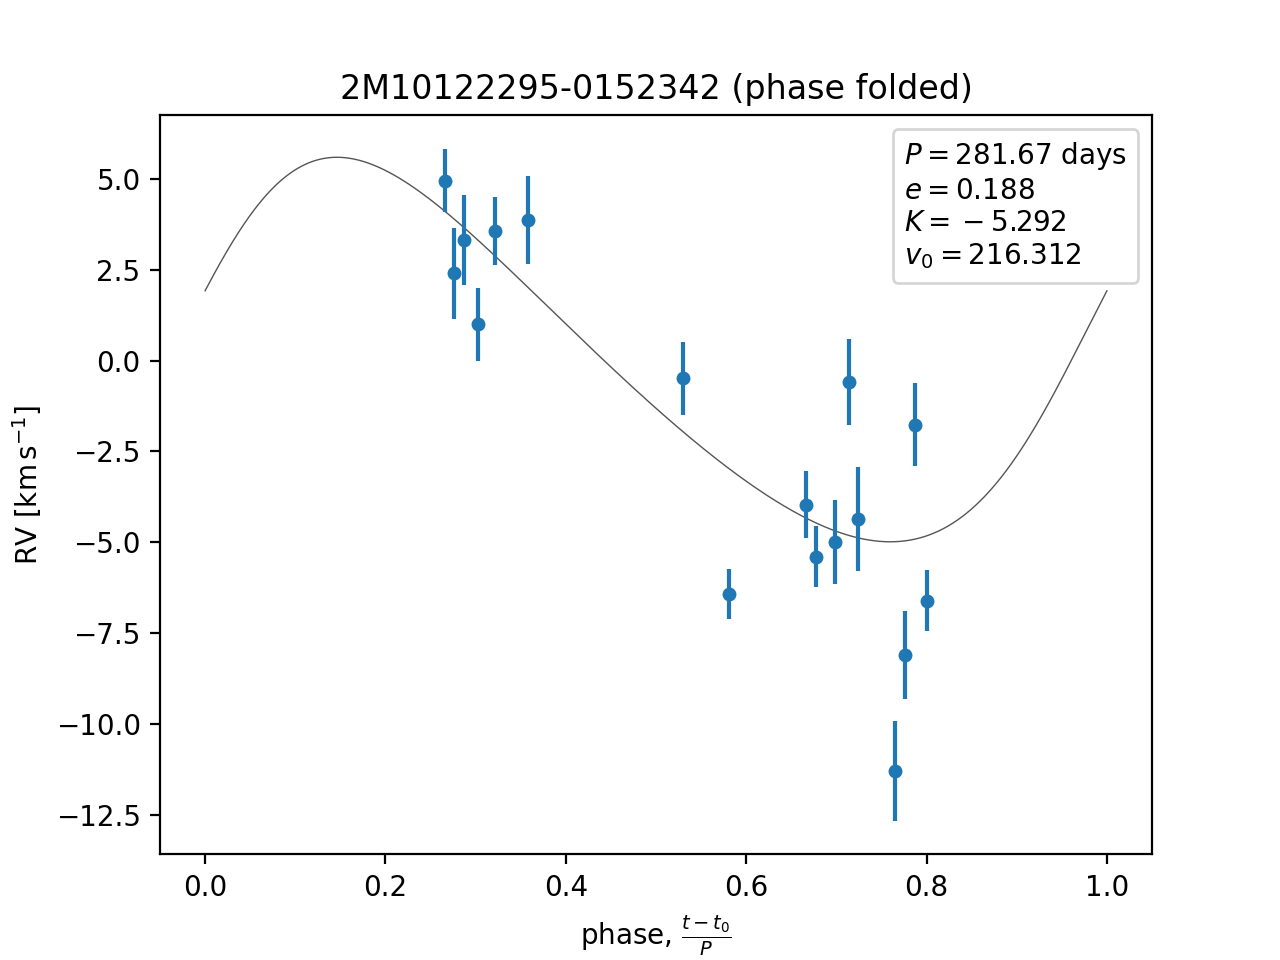 2M10122295-0152342 (phase folded)
P = 281.67 days
e = 0.188
K = −5.292
v₀ = 216.312
5.0
2.5
0.0
−2.5
−5.0
−7.5
−10.0
−12.5
RV [km s⁻¹]
0.0 0.2 0.4 0.6 0.8 1.0
phase, (t − t₀)/P